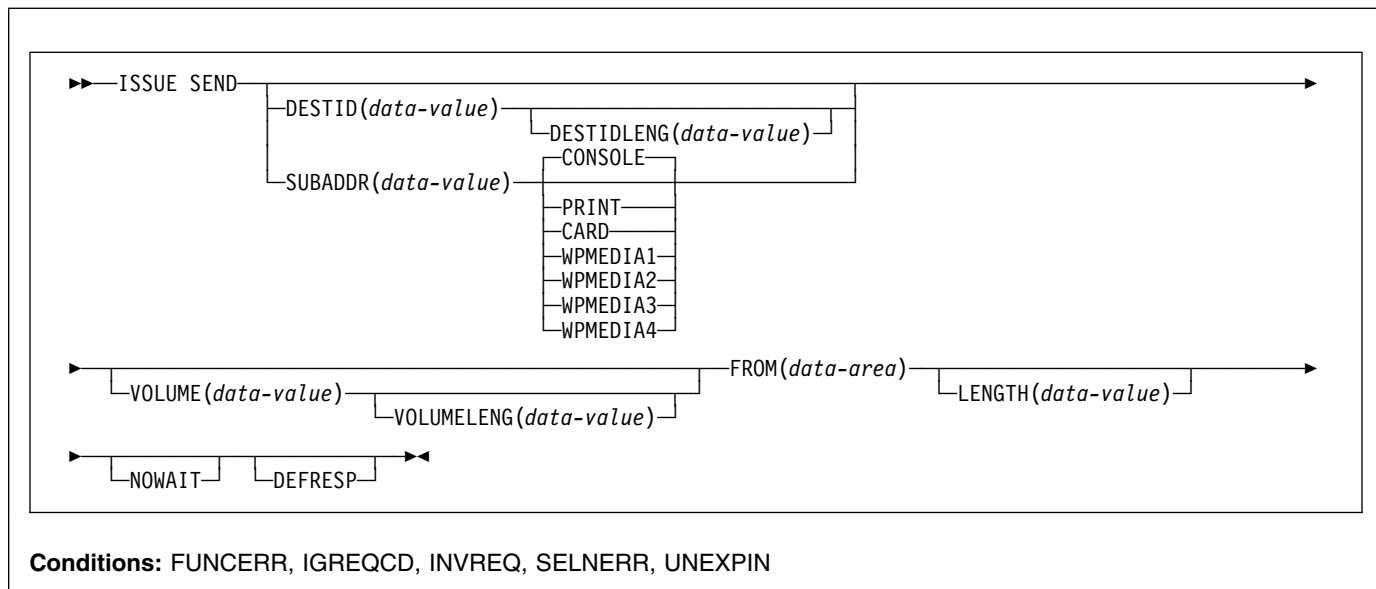 ISSUE SEND
DESTID(data-value)
DESTIDLENG(data-value)
CONSOLE
SUBADDR(data-value)
PRINT
CARD
WPMEDIA1
WPMEDIA2
WPMEDIA3
WPMEDIA4
FROM(data-area)
VOLUME(data-value)
LENGTH(data-value)
VOLUMELENG(data-value)
NOWAIT
DEFRESP
Conditions: FUNCERR, IGREQCD, INVREQ, SELNERR, UNEXPIN